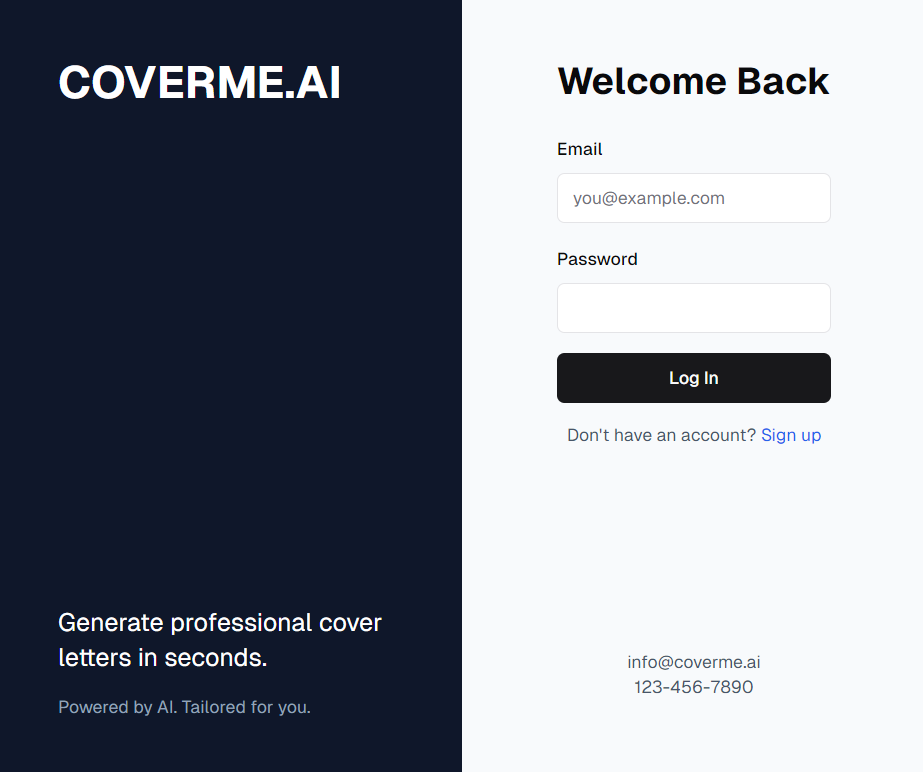 COVERME.AI
Generate professional cover
letters in seconds.
Powered by AI. Tailored for you.
Welcome Back
Email
you@example.com
Password
Log In
Don't have an account? Sign up
info@coverme.ai
123-456-7890